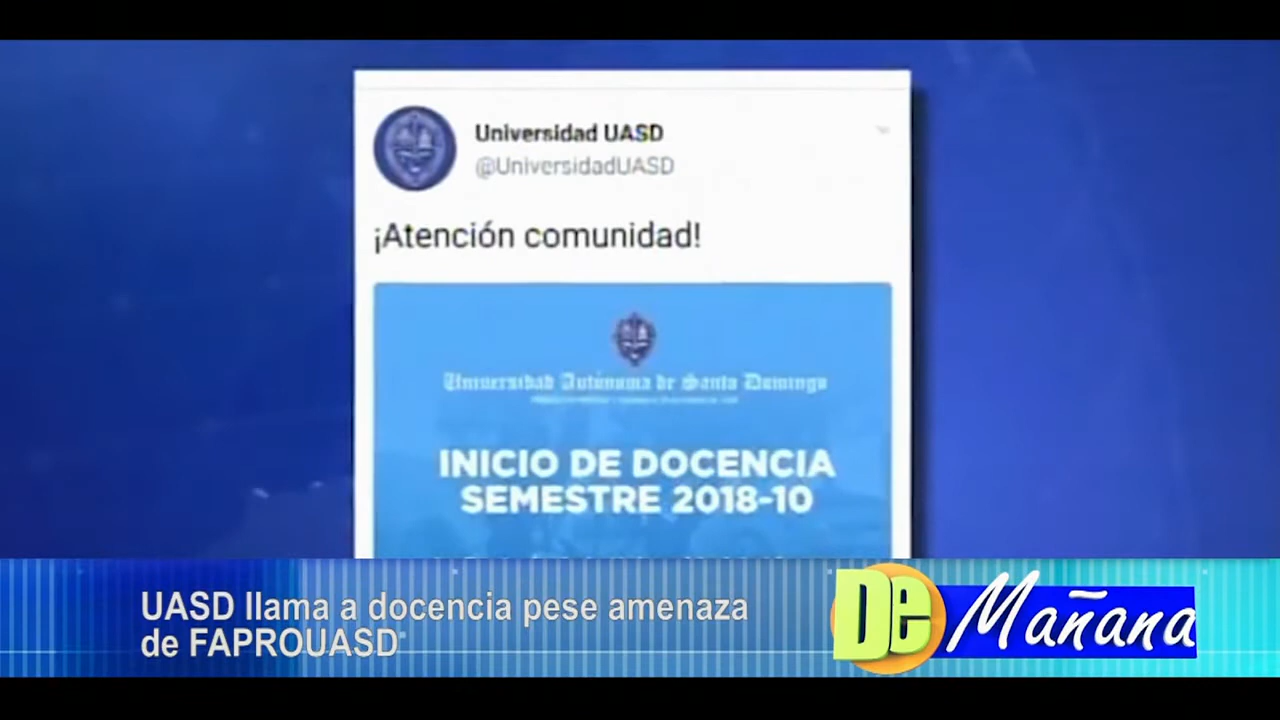 Universidad UASD
@UniversidadUASD
¡Atención comunidad!
Universidad Autónoma de Santo Domingo
INICIO DE DOCENCIA
SEMESTRE 2018-10
UASD llama a docencia pese amenaza
de FAPROUASD
De Mañana